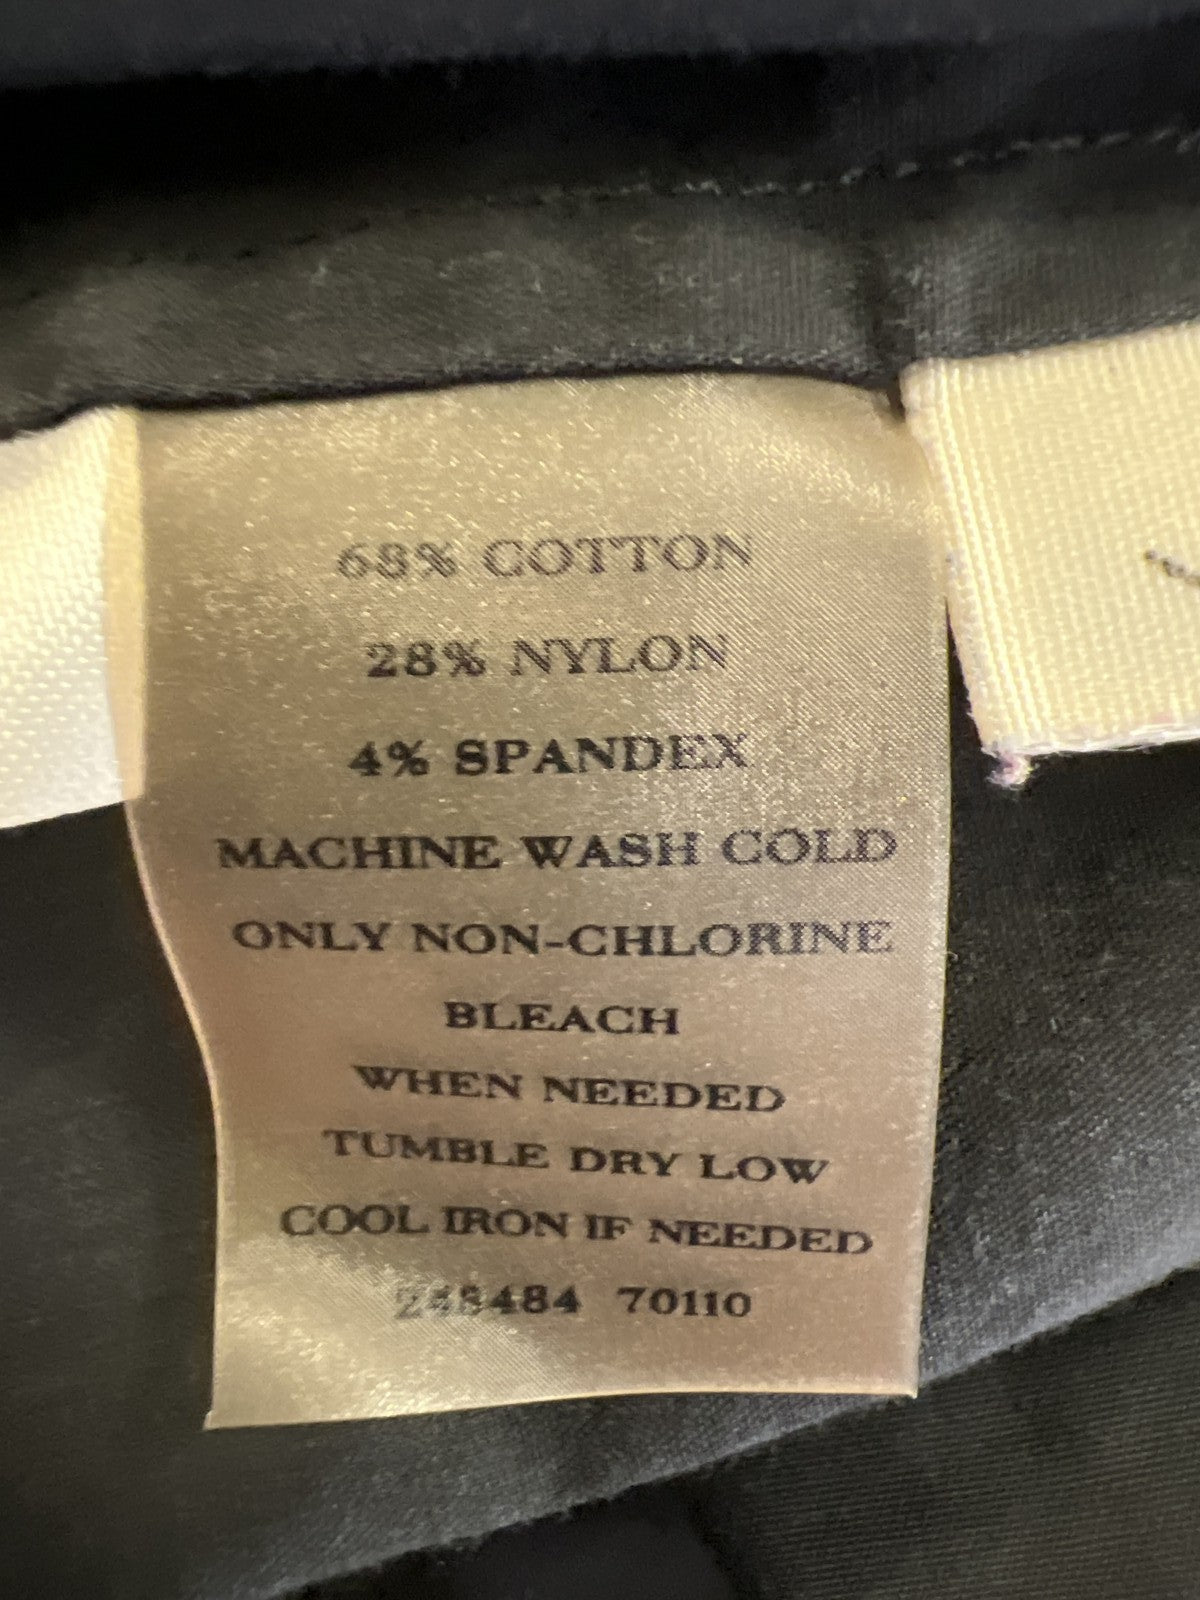 68% COTTON
28% NYLON
4% SPANDEX
MACHINE WASH COLD
ONLY NON-CHLORINE
BLEACH
WHEN NEEDED
TUMBLE DRY LOW
COOL IRON IF NEEDED
248484 70110